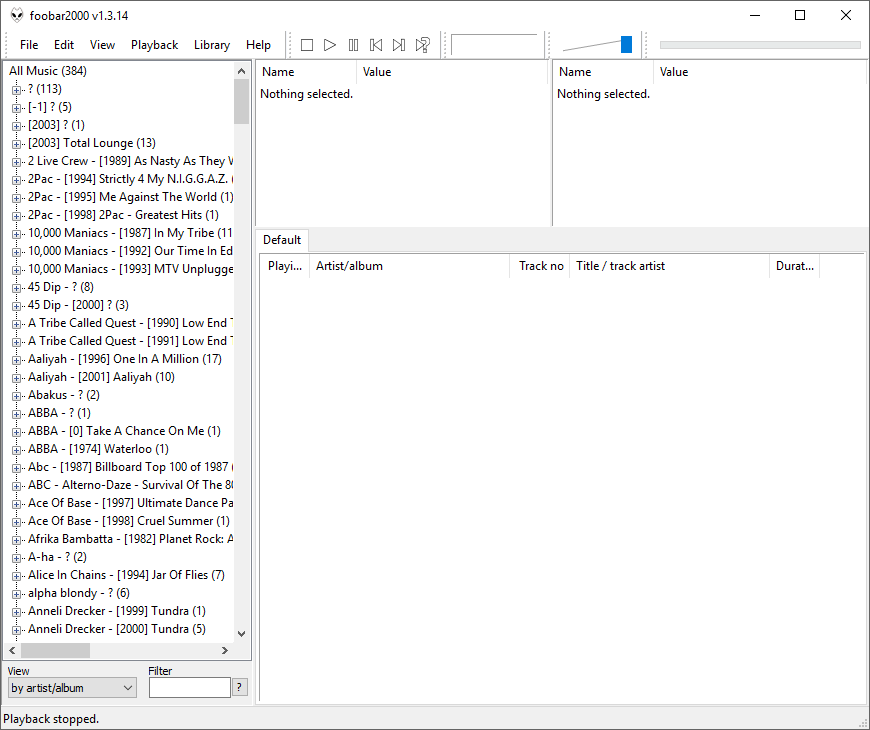 foobar2000 v1.3.14
File Edit View Playback Library Help
All Music (384)
? (113)
[-1] ? (5)
[2003] ? (1)
[2003] Total Lounge (13)
2 Live Crew - [1989] As Nasty As They W
2Pac - [1994] Strictly 4 My N.I.G.G.A.Z. (
2Pac - [1995] Me Against The World (1)
2Pac - [1998] 2Pac - Greatest Hits (1)
10,000 Maniacs - [1987] In My Tribe (11
10,000 Maniacs - [1992] Our Time In Ed
10,000 Maniacs - [1993] MTV Unplugge
45 Dip - ? (8)
45 Dip - [2000] ? (3)
A Tribe Called Quest - [1990] Low End T
A Tribe Called Quest - [1991] Low End T
Aaliyah - [1996] One In A Million (17)
Aaliyah - [2001] Aaliyah (10)
Abakus - ? (2)
ABBA - ? (1)
ABBA - [0] Take A Chance On Me (1)
ABBA - [1974] Waterloo (1)
Abc - [1987] Billboard Top 100 of 1987 (
ABC - Alterno-Daze - Survival Of The 80
Ace Of Base - [1997] Ultimate Dance Pa
Ace Of Base - [1998] Cruel Summer (1)
Afrika Bambatta - [1982] Planet Rock: A
A-ha - ? (2)
Alice In Chains - [1994] Jar Of Flies (7)
alpha blondy - ? (6)
Anneli Drecker - [1999] Tundra (1)
Anneli Drecker - [2000] Tundra (5)
View Filter
by artist/album ?
Name Value
Nothing selected.
Name Value
Nothing selected.
Default
Playi... Artist/album Track no Title / track artist Durat...
Playback stopped.